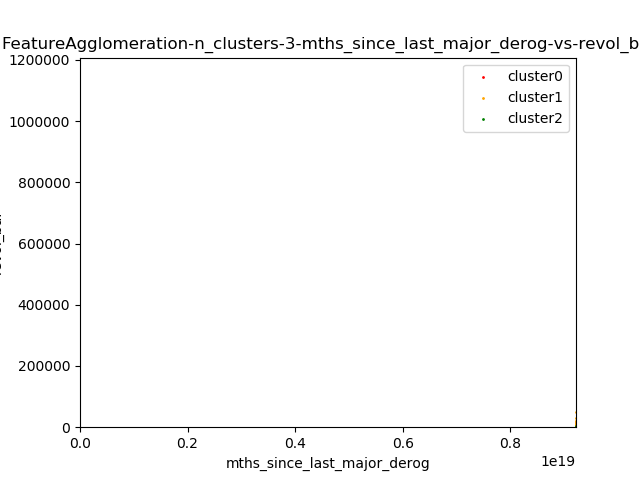 FeatureAgglomeration-n_clusters-3-mths_since_last_major_derog-vs-revol_b
1200000
1000000
800000
600000
400000
200000
0
cluster0
cluster1
cluster2
0.0
0.2
0.4
0.6
0.8
1e19
mths_since_last_major_derog